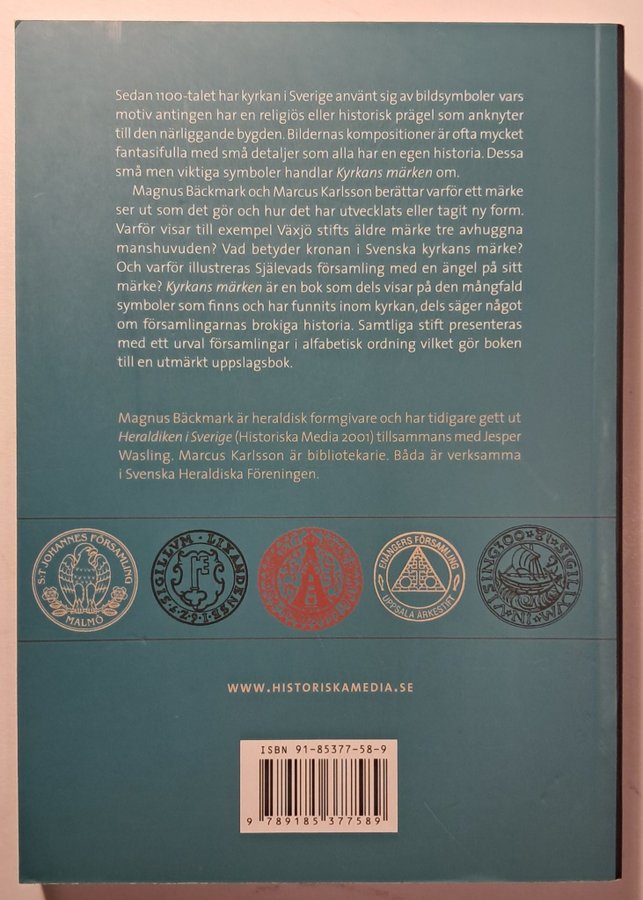 Sedan 1100-talet har kyrkan i Sverige använt sig av bildsymboler vars
motiv antingen har en religiös eller historisk prägel som anknyter
till den närliggande bygden. Bildernas kompositioner är ofta mycket
fantasifulla med små detaljer som alla har en egen historia. Dessa
små men viktiga symboler handlar Kyrkans märken om.
Magnus Bäckmark och Marcus Karlsson berättar varför ett märke
ser ut som det gör och hur det har utvecklats eller tagit ny form.
Varför visar till exempel Växjö stifts äldre märke tre avhuggna
manshuvuden? Vad betyder kronan i Svenska kyrkans märke?
Och varför illustreras Själevads församling med en ängel på sitt
märke? Kyrkans märken är en bok som dels visar på den mångfald
symboler som finns och har funnits inom kyrkan, dels säger något
om församlingarnas brokiga historia. Samtliga stift presenteras
med ett urval församlingar i alfabetisk ordning vilket gör boken
till en utmärkt uppslagsbok.
Magnus Bäckmark är heraldisk formgivare och har tidigare gett ut
Heraldiken i Sverige (Historiska Media 2001) tillsammans med Jesper
Wasling. Marcus Karlsson är bibliotekarie. Båda är verksamma
i Svenska Heraldiska Föreningen.
S:T JOHANNES FÖRSAMLING
MALMÖ
SIGILLVM · LIXANDENSE
ENÅNGERS FÖRSAMLING
UPPSALA ÄRKESTIFT
WWW.HISTORISKAMEDIA.SE
ISBN 91-85377-58-9
9 789185 377589